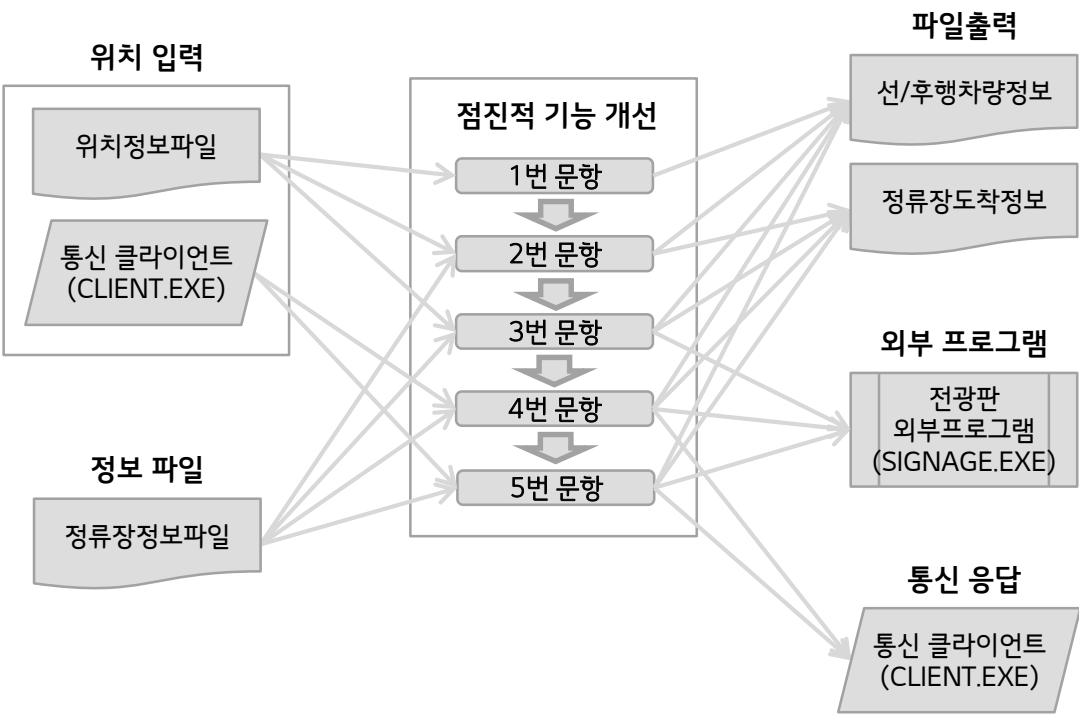 위치 입력
위치정보파일
통신 클라이언트
(CLIENT.EXE)
정보 파일
정류장정보파일
점진적 기능 개선
1번 문항
2번 문항
3번 문항
4번 문항
5번 문항
파일출력
선/후행차량정보
정류장도착정보
외부 프로그램
전광판
외부프로그램
(SIGNAGE.EXE)
통신 응답
통신 클라이언트
(CLIENT.EXE)